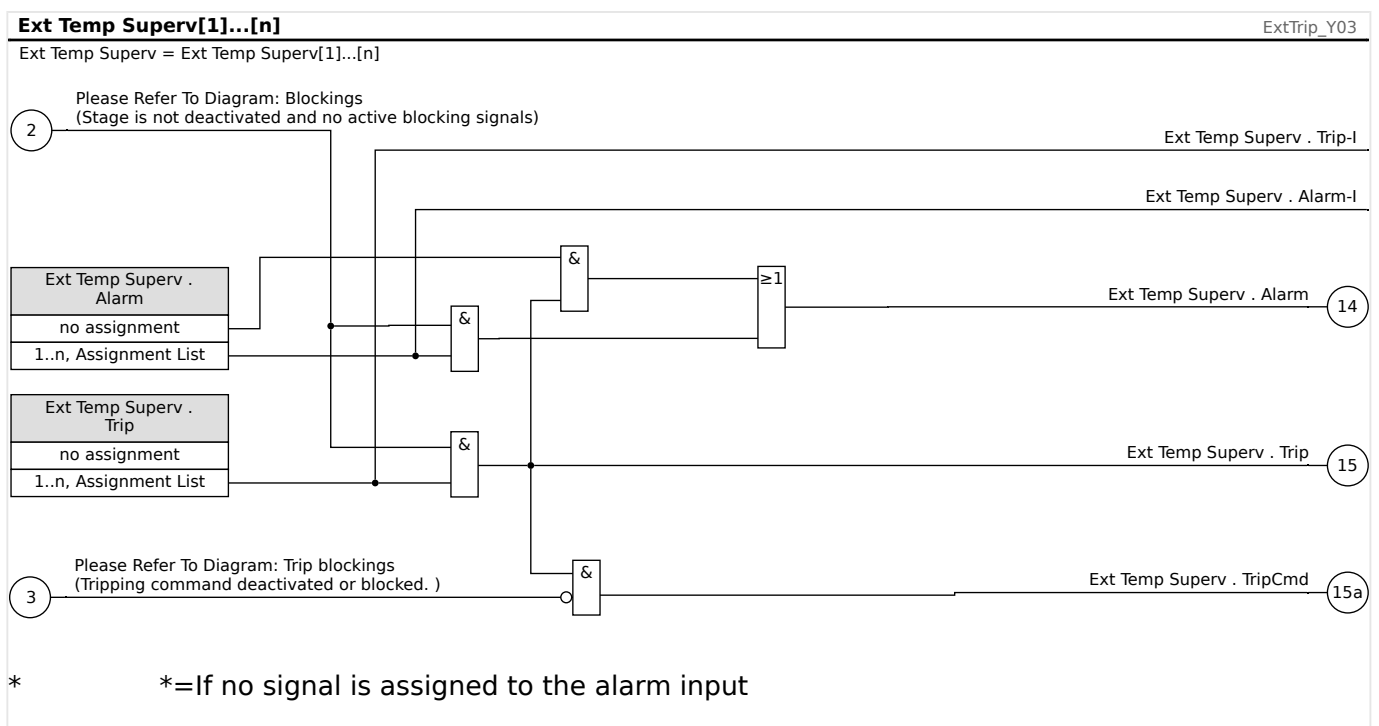 Ext Temp Superv[1]...[n]
ExtTrip_Y03
Ext Temp Superv = Ext Temp Superv[1]...[n]
Please Refer To Diagram: Blockings
(Stage is not deactivated and no active blocking signals)
2
Ext Temp Superv . Trip-I
Ext Temp Superv . Alarm-I
&
Ext Temp Superv .
Alarm
≥1
Ext Temp Superv . Alarm
14
no assignment
&
1..n, Assignment List
Ext Temp Superv .
Trip
&
no assignment
Ext Temp Superv . Trip
15
1..n, Assignment List
Please Refer To Diagram: Trip blockings
(Tripping command deactivated or blocked. )
3
&
Ext Temp Superv . TripCmd
15a
* *=If no signal is assigned to the alarm input